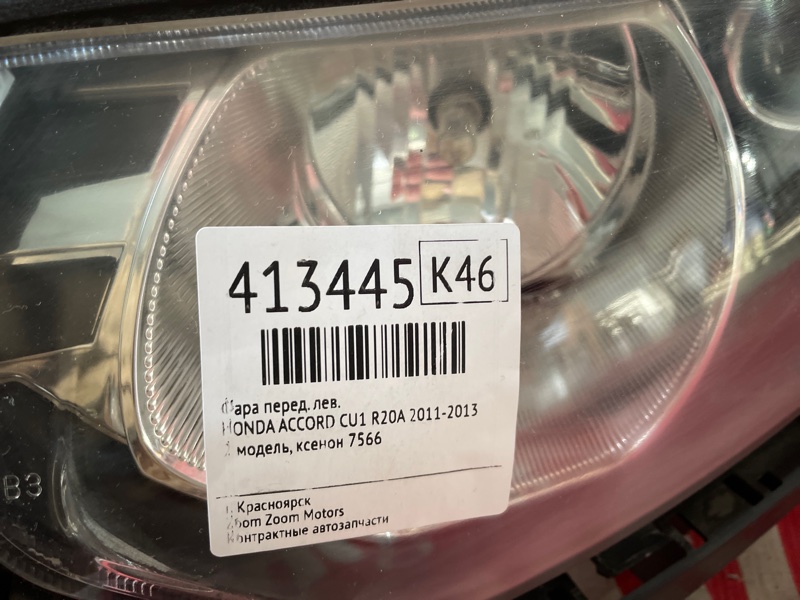 413445 K46
Фара перед. лев.
HONDA ACCORD CU1 R20A 2011-2013
модель, ксенон 7566
г. Красноярск
Zoom Zoom Motors
Контрактные автозапчасти
B3